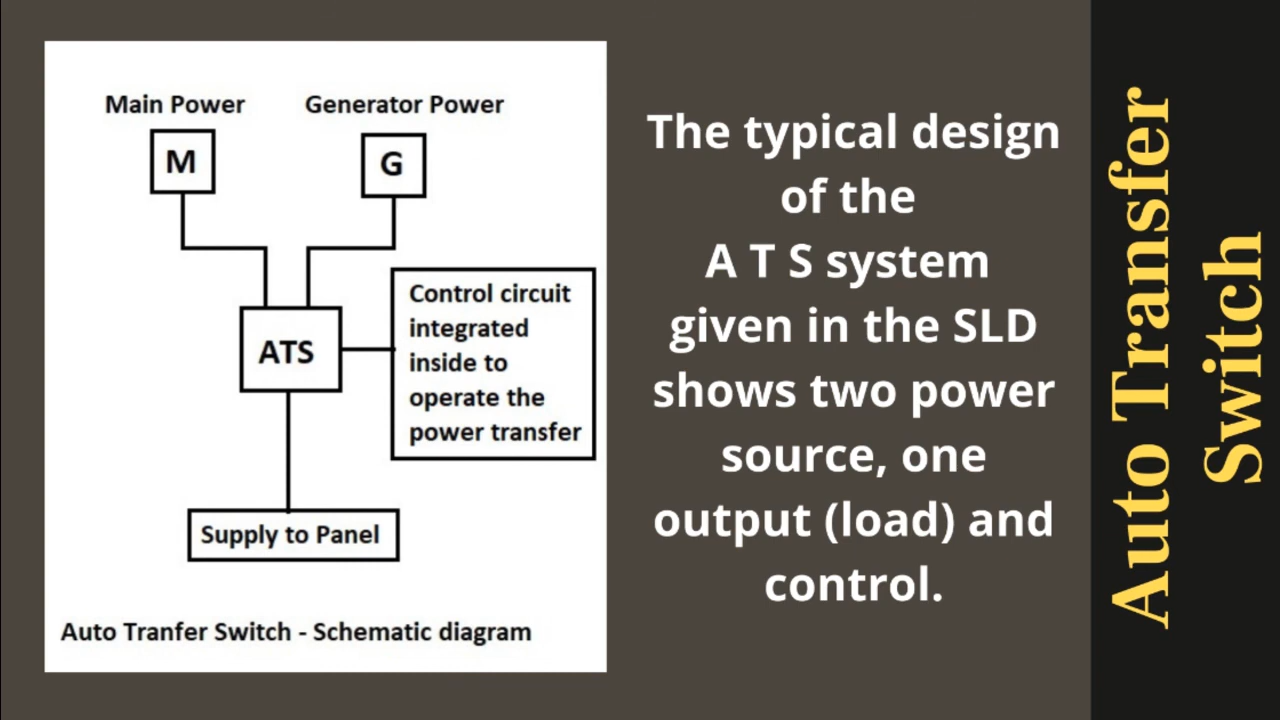 Main Power
Generator Power
M
G
ATS
Control circuit
integrated
inside to
operate the
power transfer
Supply to Panel
Auto Tranfer Switch - Schematic diagram
The typical design
of the
A T S system
given in the SLD
shows two power
source, one
output (load) and
control.
Auto Transfer
Switch